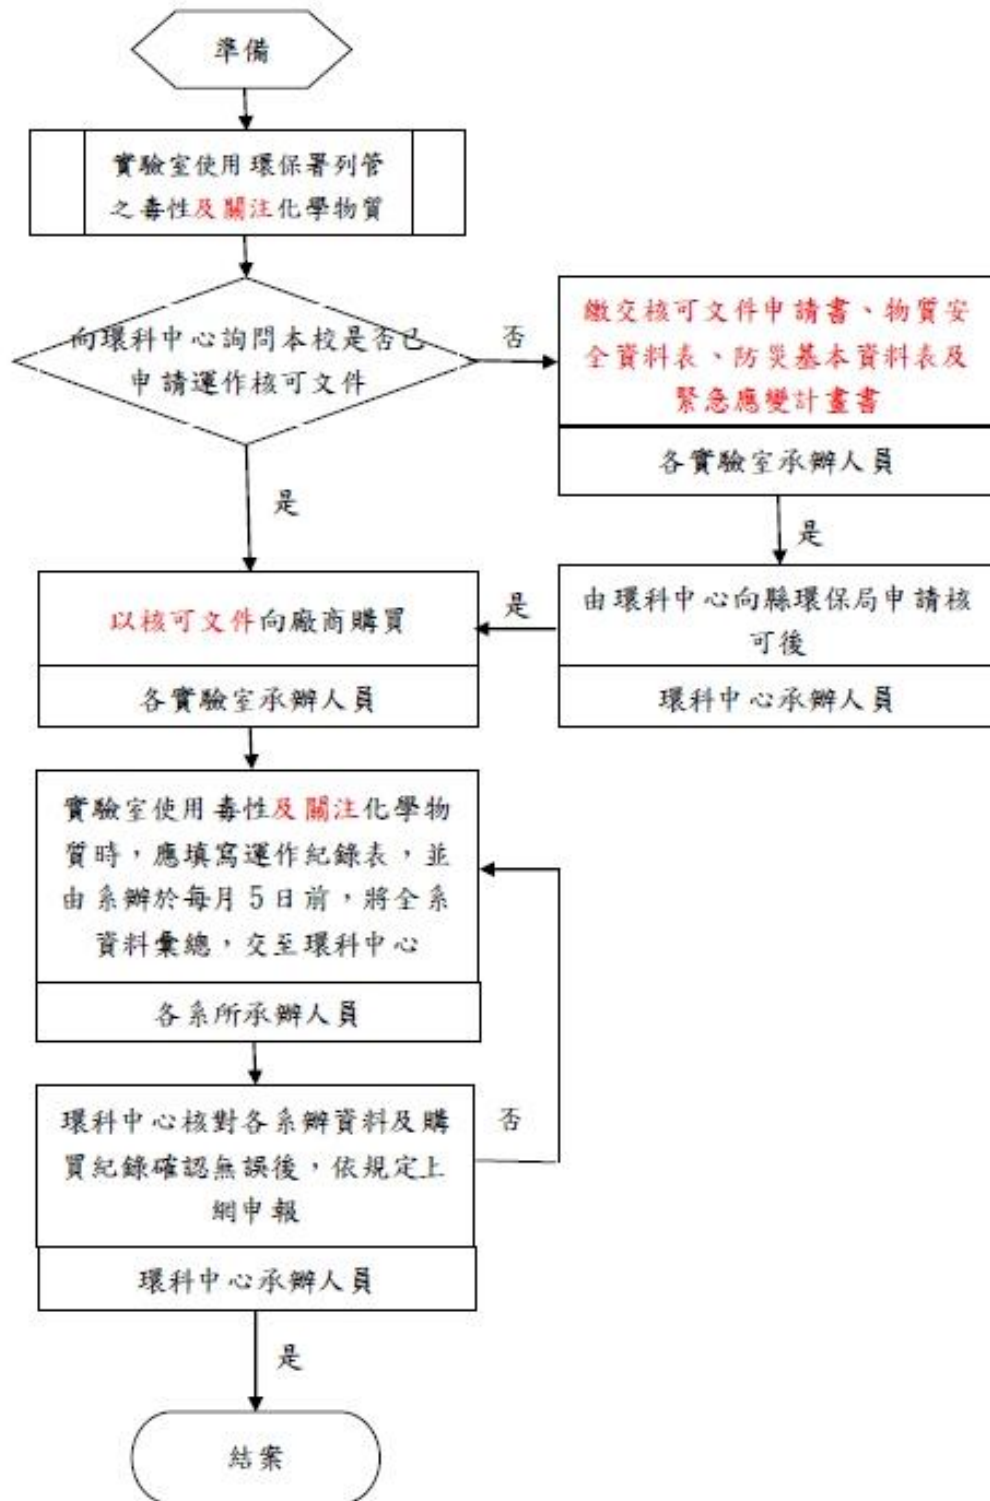 準備
實驗室使用環保署列管
之毒性及關注化學物質
向環科中心詢問本校是否已
申請運作核可文件
否
繳交核可文件申請書、物質安
全資料表、防災基本資料表及
緊急應變計畫書
各實驗室承辦人員
是
是
由環科中心向縣環保局申請核
可後
環科中心承辦人員
是
以核可文件向廠商購買
各實驗室承辦人員
實驗室使用毒性及關注化學物
質時，應填寫運作紀錄表，並
由系辦於每月5日前，將全系
資料彙總，交至環科中心
各系所承辦人員
環科中心核對各系辦資料及購
買紀錄確認無誤後，依規定上
網申報
否
環科中心承辦人員
是
結案